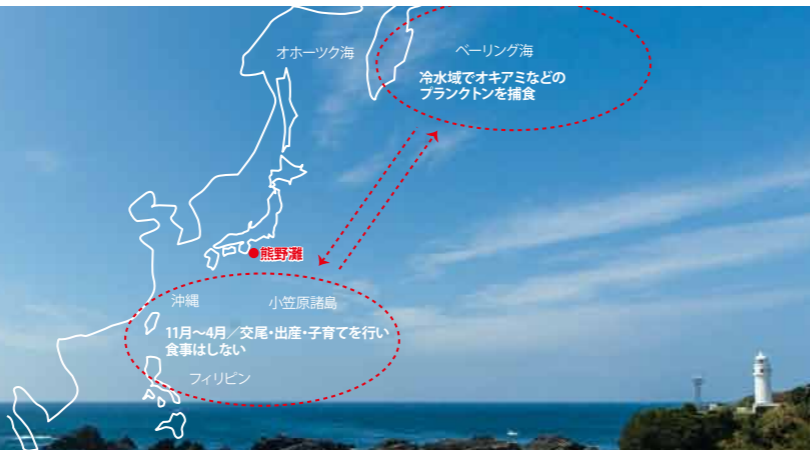 オホーツク海
ベーリング海
冷水域でオキアミなどの
プランクトンを捕食
熊野灘
沖縄
小笠原諸島
11月〜4月／交尾・出産・子育てを行い
食事はしない
フィリピン